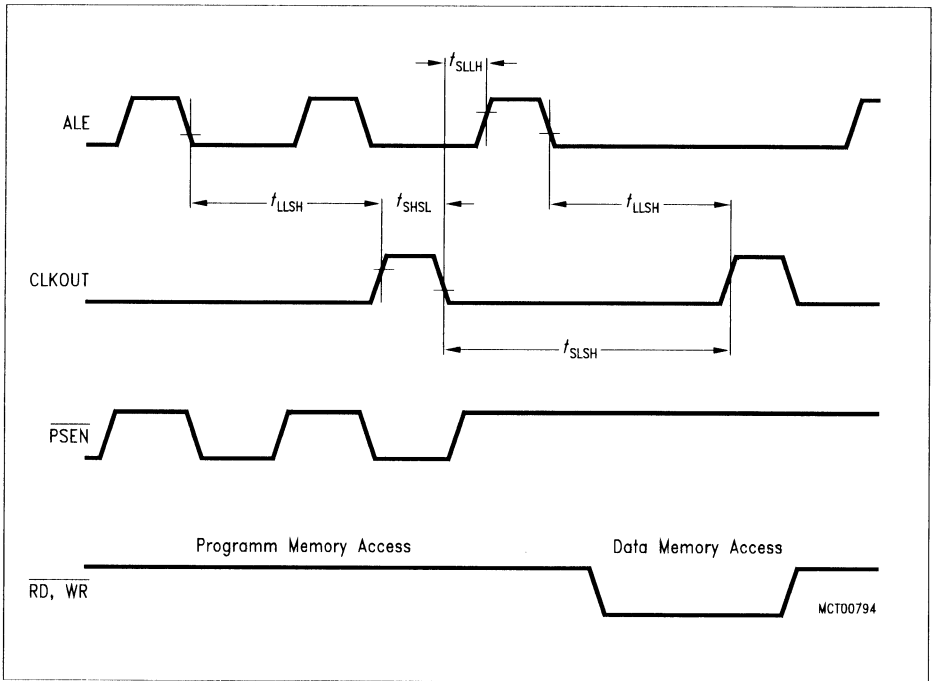 tSLLH
ALE
tLLSH
tSHSL
tLLSH
CLKOUT
tSLSH
PSEN
Programm Memory Access
Data Memory Access
RD, WR
MCT00794